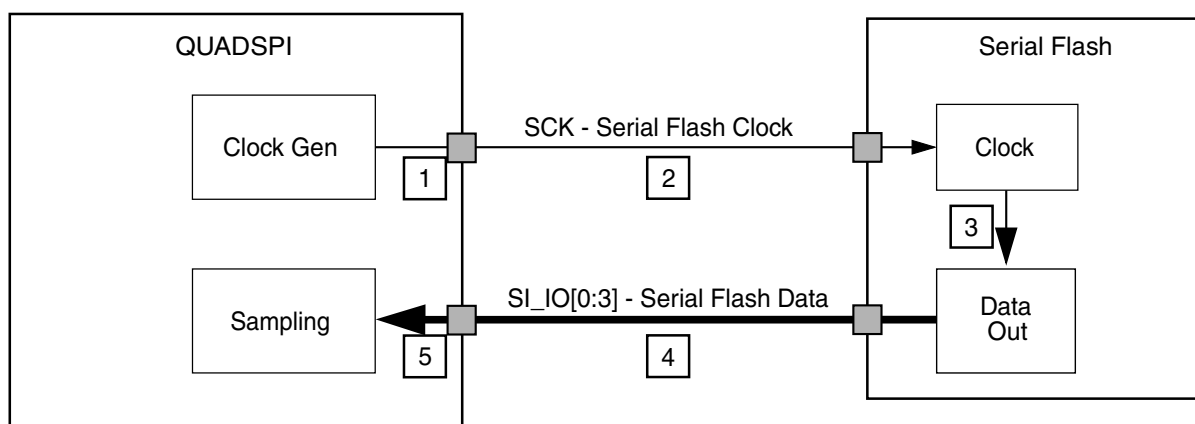 QUADSPI
Serial Flash
Clock Gen
SCK - Serial Flash Clock
Clock
1
2
3
Sampling
SI_IO[0:3] - Serial Flash Data
Data
Out
5
4